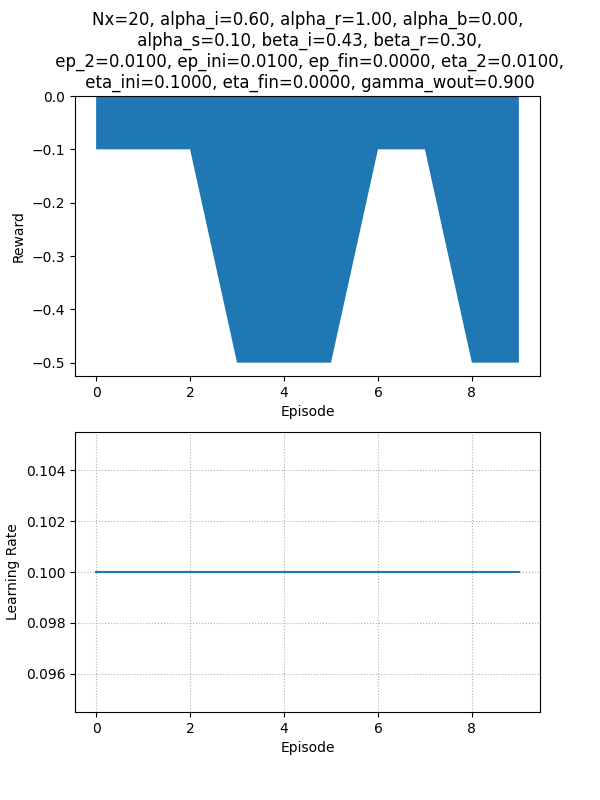 Nx=20, alpha_i=0.60, alpha_r=1.00, alpha_b=0.00,
alpha_s=0.10, beta_i=0.43, beta_r=0.30,
ep_2=0.0100, ep_ini=0.0100, ep_fin=0.0000, eta_2=0.0100,
eta_ini=0.1000, eta_fin=0.0000, gamma_wout=0.900
0.0
−0.1
−0.2
−0.3
−0.4
−0.5
Reward
0 2 4 6 8
Episode
0.104
0.102
0.100
0.098
0.096
Learning Rate
0 2 4 6 8
Episode